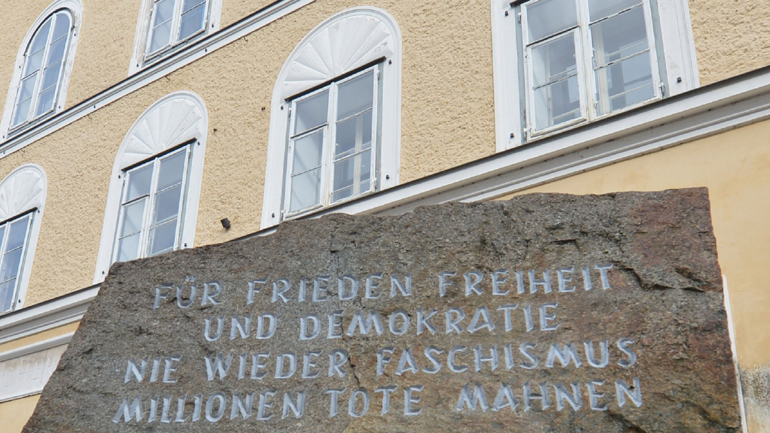 FÜR FRIEDEN FREIHEIT
UND DEMOKRATIE
NIE WIEDER FASCHISMUS
MILLIONEN TOTE MAHNEN